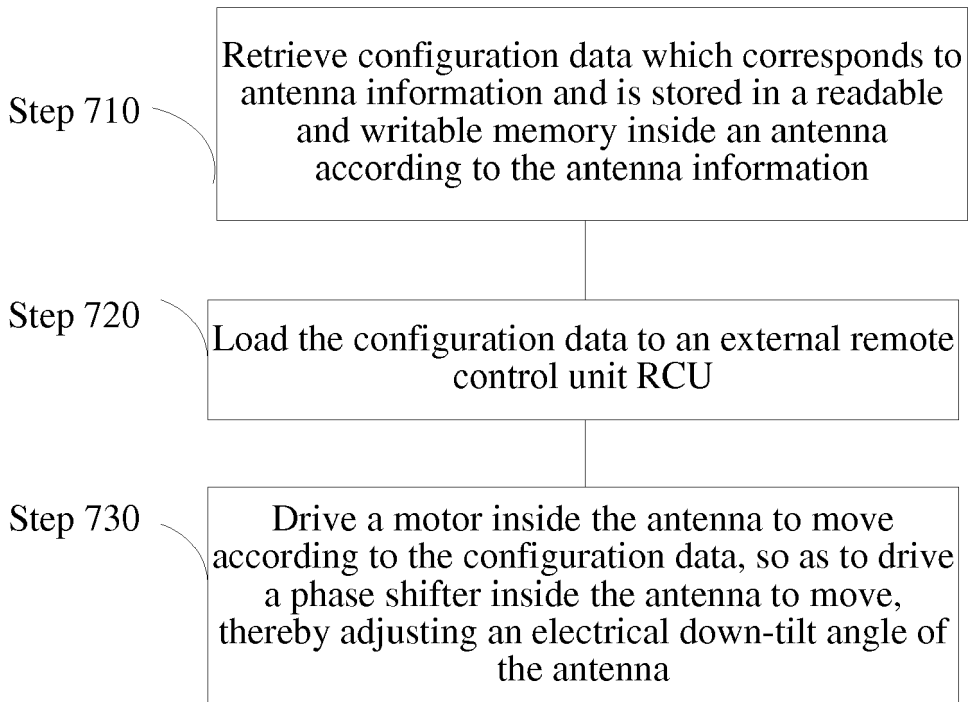 Step 710
Retrieve configuration data which corresponds to
antenna information and is stored in a readable
and writable memory inside an antenna
according to the antenna information
Step 720
Load the configuration data to an external remote
control unit RCU
Step 730
Drive a motor inside the antenna to move
according to the configuration data, so as to drive
a phase shifter inside the antenna to move,
thereby adjusting an electrical down-tilt angle of
the antenna